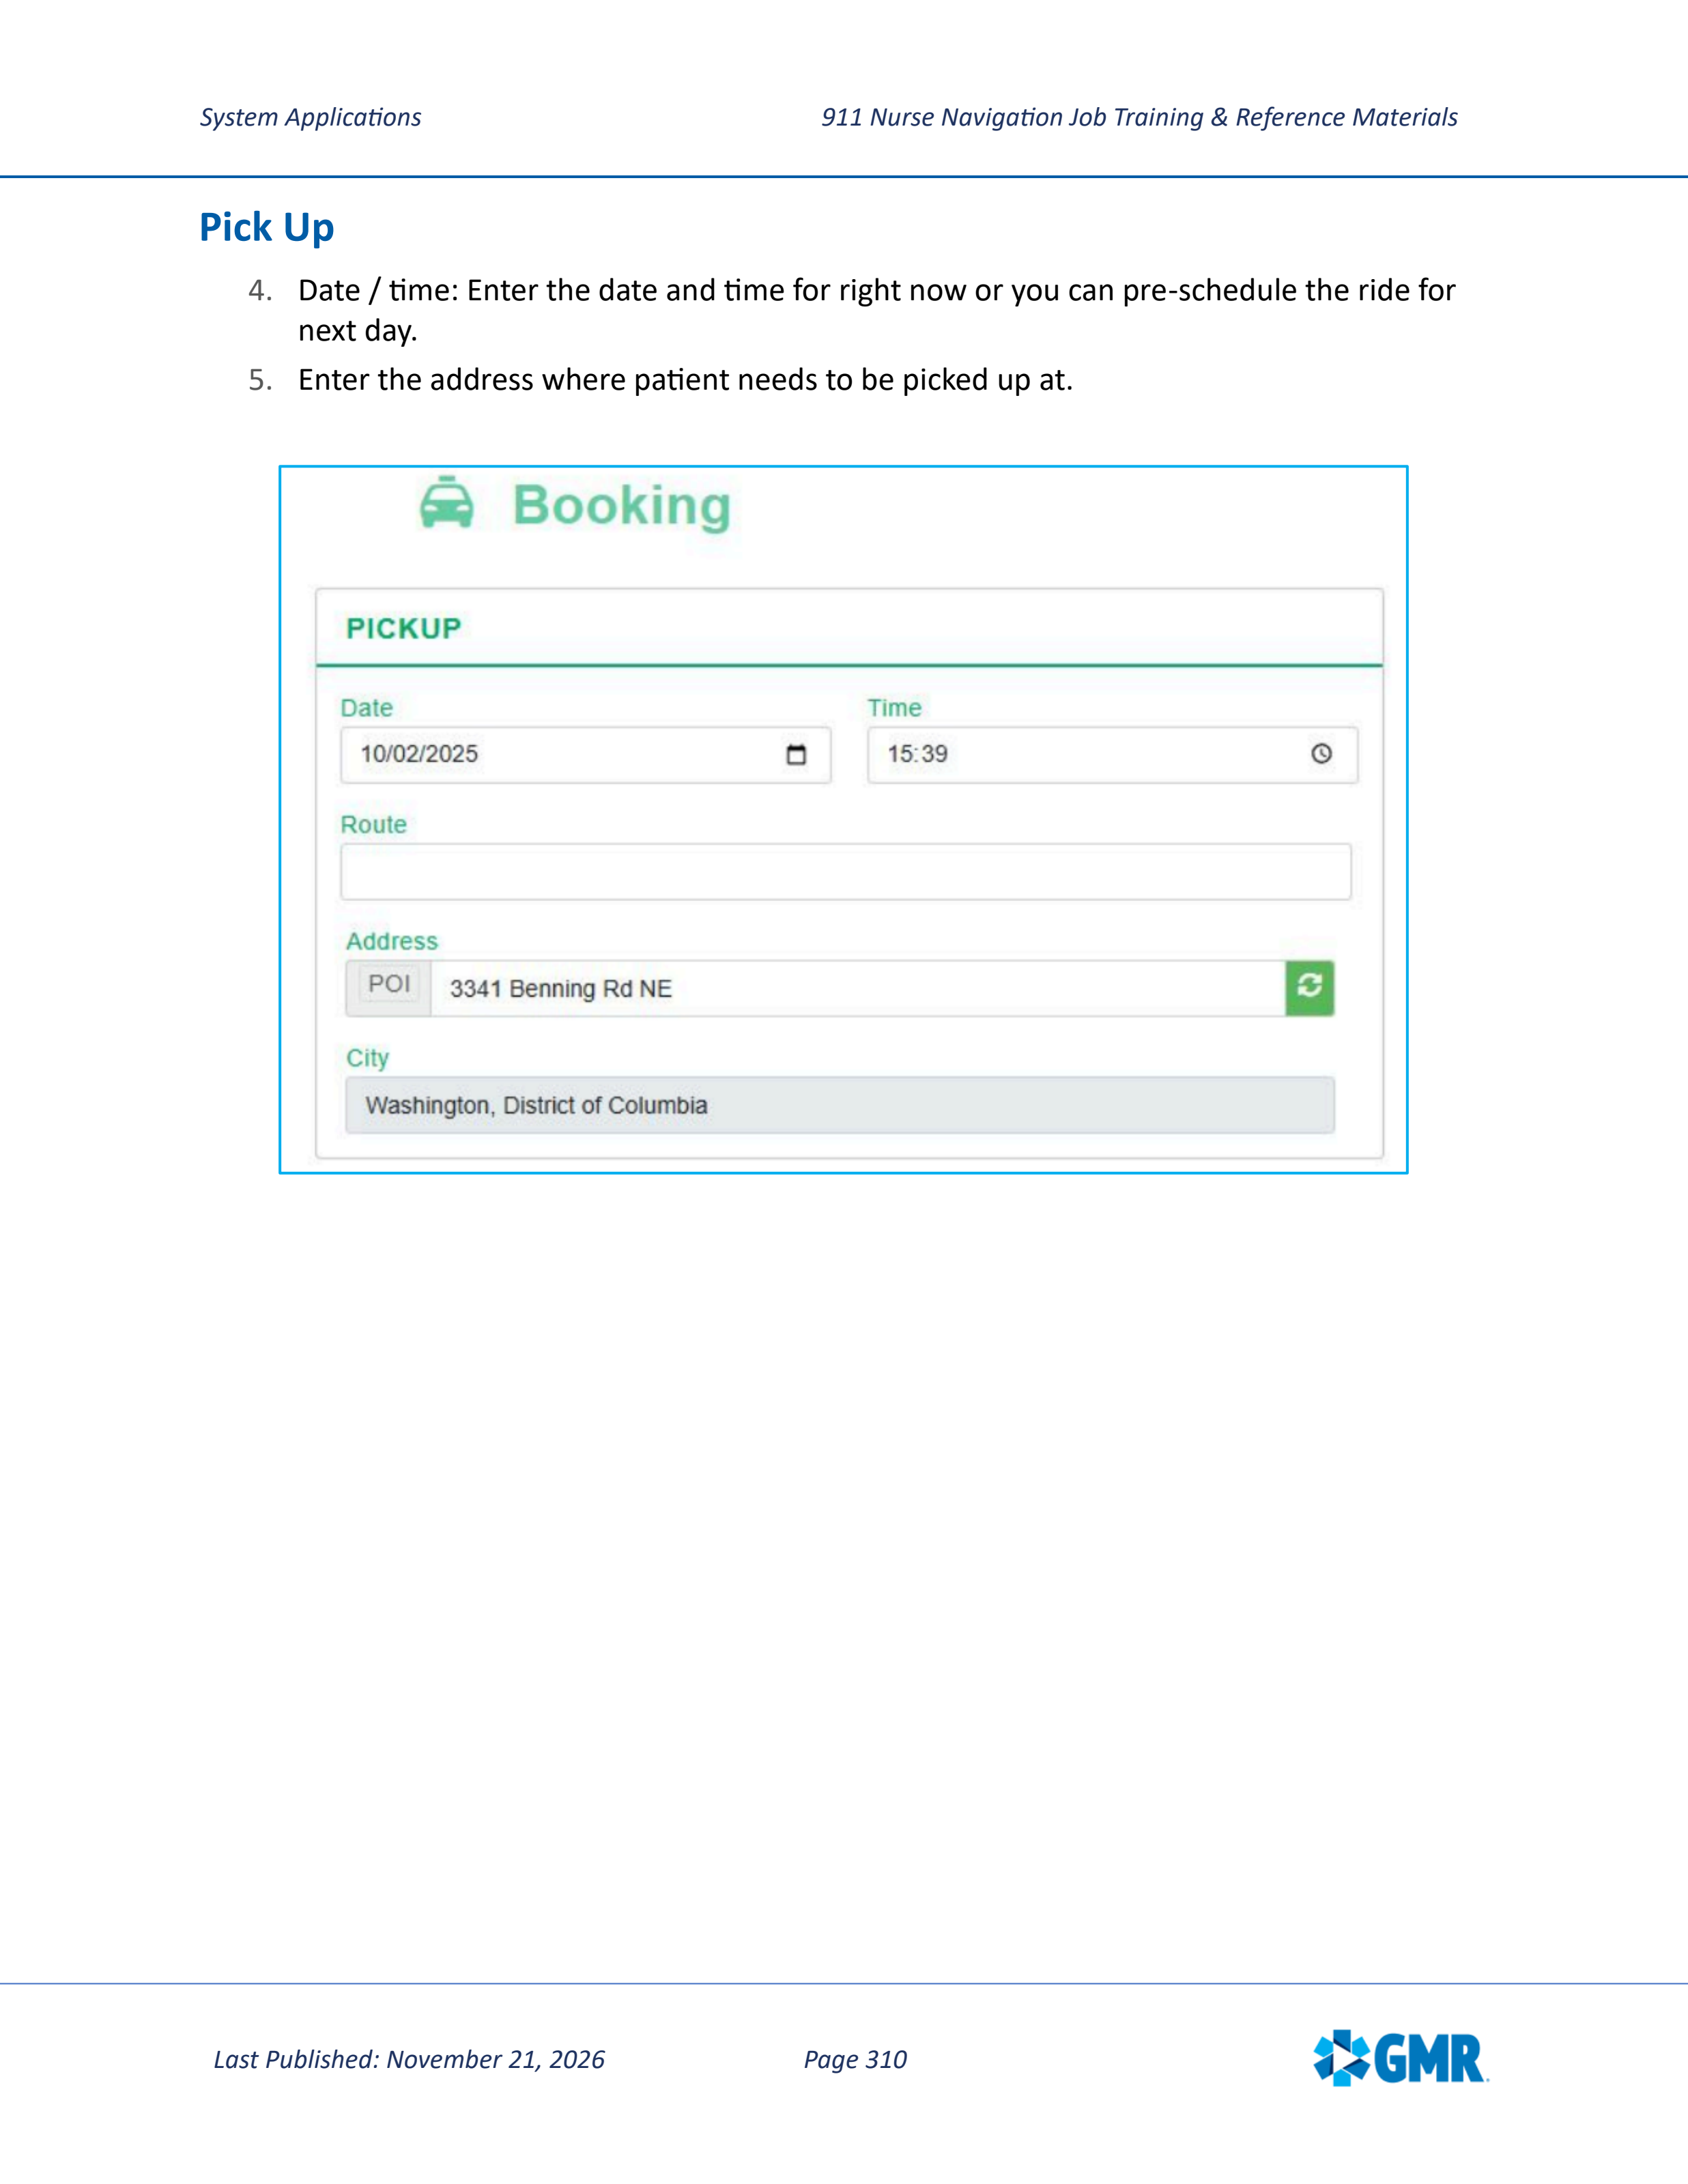 System Applications
911 Nurse Navigation Job Training & Reference Materials
Pick Up
4. Date / time: Enter the date and time for right now or you can pre-schedule the ride for
next day.
5. Enter the address where patient needs to be picked up at.
Booking
PICKUP
Date
Time
10/02/2025
15:39
Route
Address
POI
3341 Benning Rd NE
City
Washington, District of Columbia
Last Published: November 21, 2026
Page 310
GMR